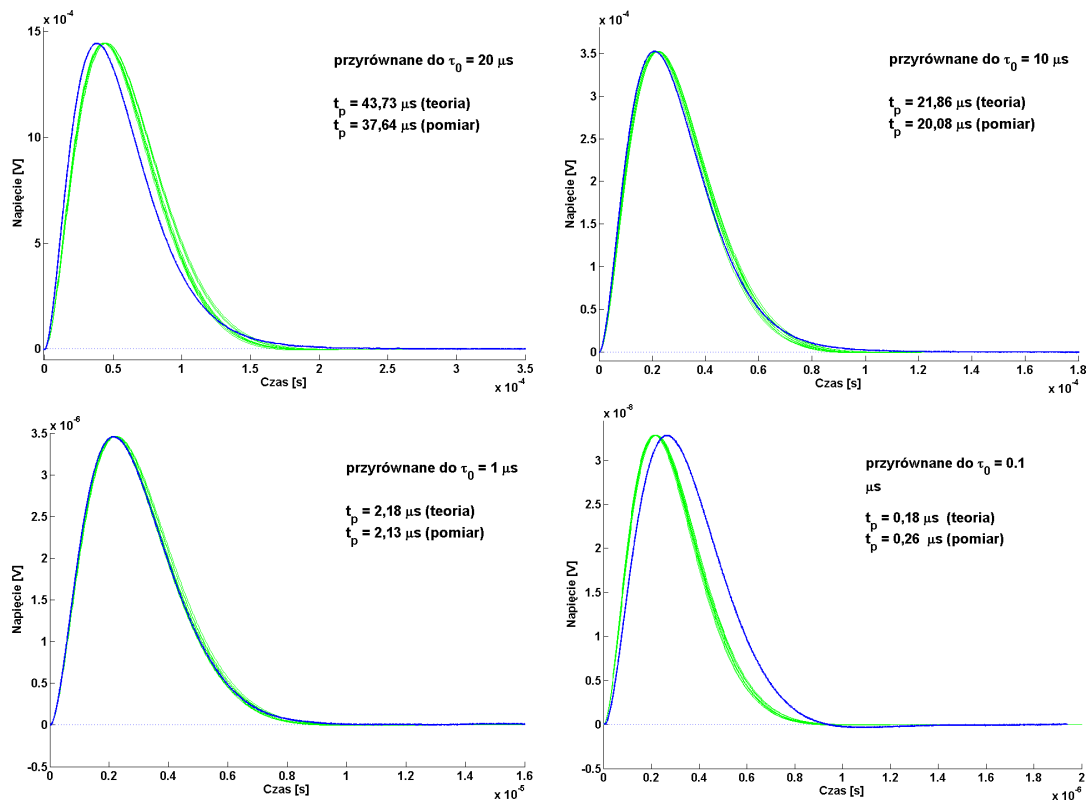 x 10^-4
15
10
5
0
Napięcie [V]
przyrównane do τ0 = 20 μs
tp = 43,73 μs (teoria)
tp = 37,64 μs (pomiar)
0 0.5 1 1.5 2 2.5 3 3.5
Czas [s]
x 10^-4
x 10^-4
3.5
3
2.5
2
1.5
1
0.5
0
Napięcie [V]
przyrównane do τ0 = 10 μs
tp = 21,86 μs (teoria)
tp = 20,08 μs (pomiar)
0 0.2 0.4 0.6 0.8 1 1.2 1.4 1.6 1.8
Czas [s]
x 10^-4
x 10^-6
3.5
3
2.5
2
1.5
1
0.5
0
-0.5
Napięcie [V]
przyrównane do τ0 = 1 μs
tp = 2,18 μs (teoria)
tp = 2,13 μs (pomiar)
0 0.2 0.4 0.6 0.8 1 1.2 1.4 1.6
Czas [s]
x 10^-5
x 10^-8
3
2.5
2
1.5
1
0.5
0
-0.5
Napięcie [V]
przyrównane do τ0 = 0.1
μs
tp = 0,18 μs (teoria)
tp = 0,26 μs (pomiar)
0 0.2 0.4 0.6 0.8 1 1.2 1.4 1.6 1.8 2
Czas [s]
x 10^-6